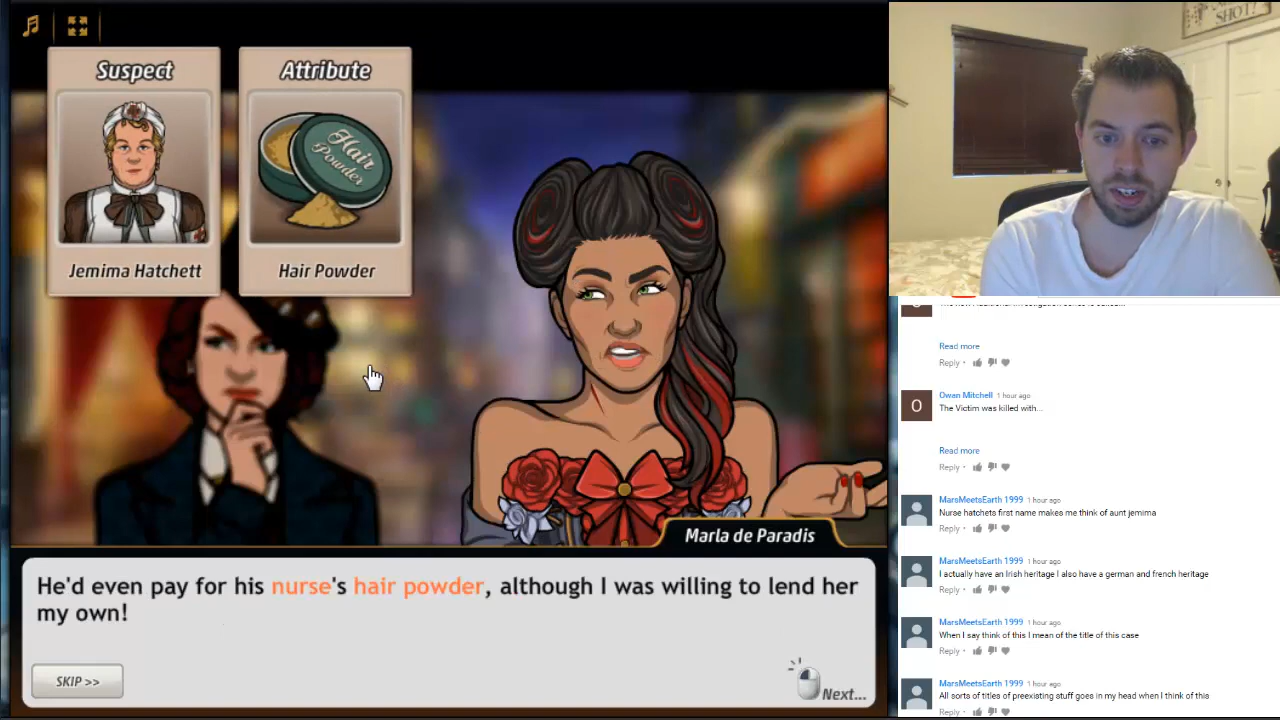 Suspect
Attribute
Hair
Powder
Jemima Hatchett
Hair Powder
Marla de Paradis
He'd even pay for his nurse's hair powder, although I was willing to lend her
my own!
SKIP >>
Next...
SHOT?
Read more
Reply
O
Owan Mitchell 1 hour ago
The Victim was killed with...
Read more
Reply
MarsMeetsEarth 1999 1 hour ago
Nurse hatchets first name makes me think of aunt jemima
Reply
MarsMeetsEarth 1999 1 hour ago
I actually have an Irish heritage I also have a german and french heritage
Reply
MarsMeetsEarth 1999 1 hour ago
When I say think of this I mean of the title of this case
Reply
MarsMeetsEarth 1999 1 hour ago
All sorts of titles of preexisting stuff goes in my head when I think of this
Reply